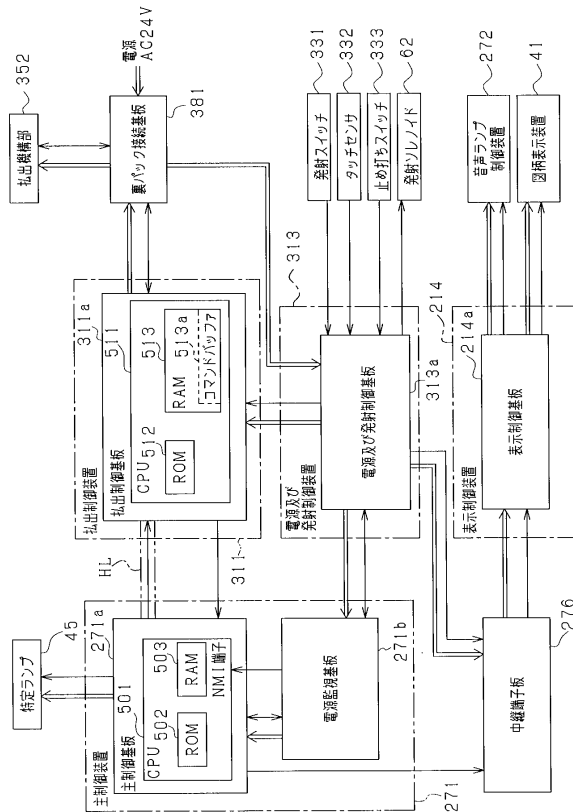 352
払出機構部
電源
AC24V
裏パック接続基板
381
331
発射スイッチ
332
タッチセンサ
333
止め打ちスイッチ
62
発射ソレノイド
272
音声ランプ
制御装置
41
図柄表示装置
311a
511
払出制御装置
払出制御基板
CPU
512
ROM
513
RAM
513a
コマンドバッファ
311
HL
313
電源及び
発射制御装置
電源及び発射制御基板
313a
214
214a
表示制御装置
表示制御基板
45
特定ランプ
271a
501
主制御装置
主制御基板
CPU
502
ROM
503
RAM
NMI端子
電源監視基板
271b
271
中継端子板
276